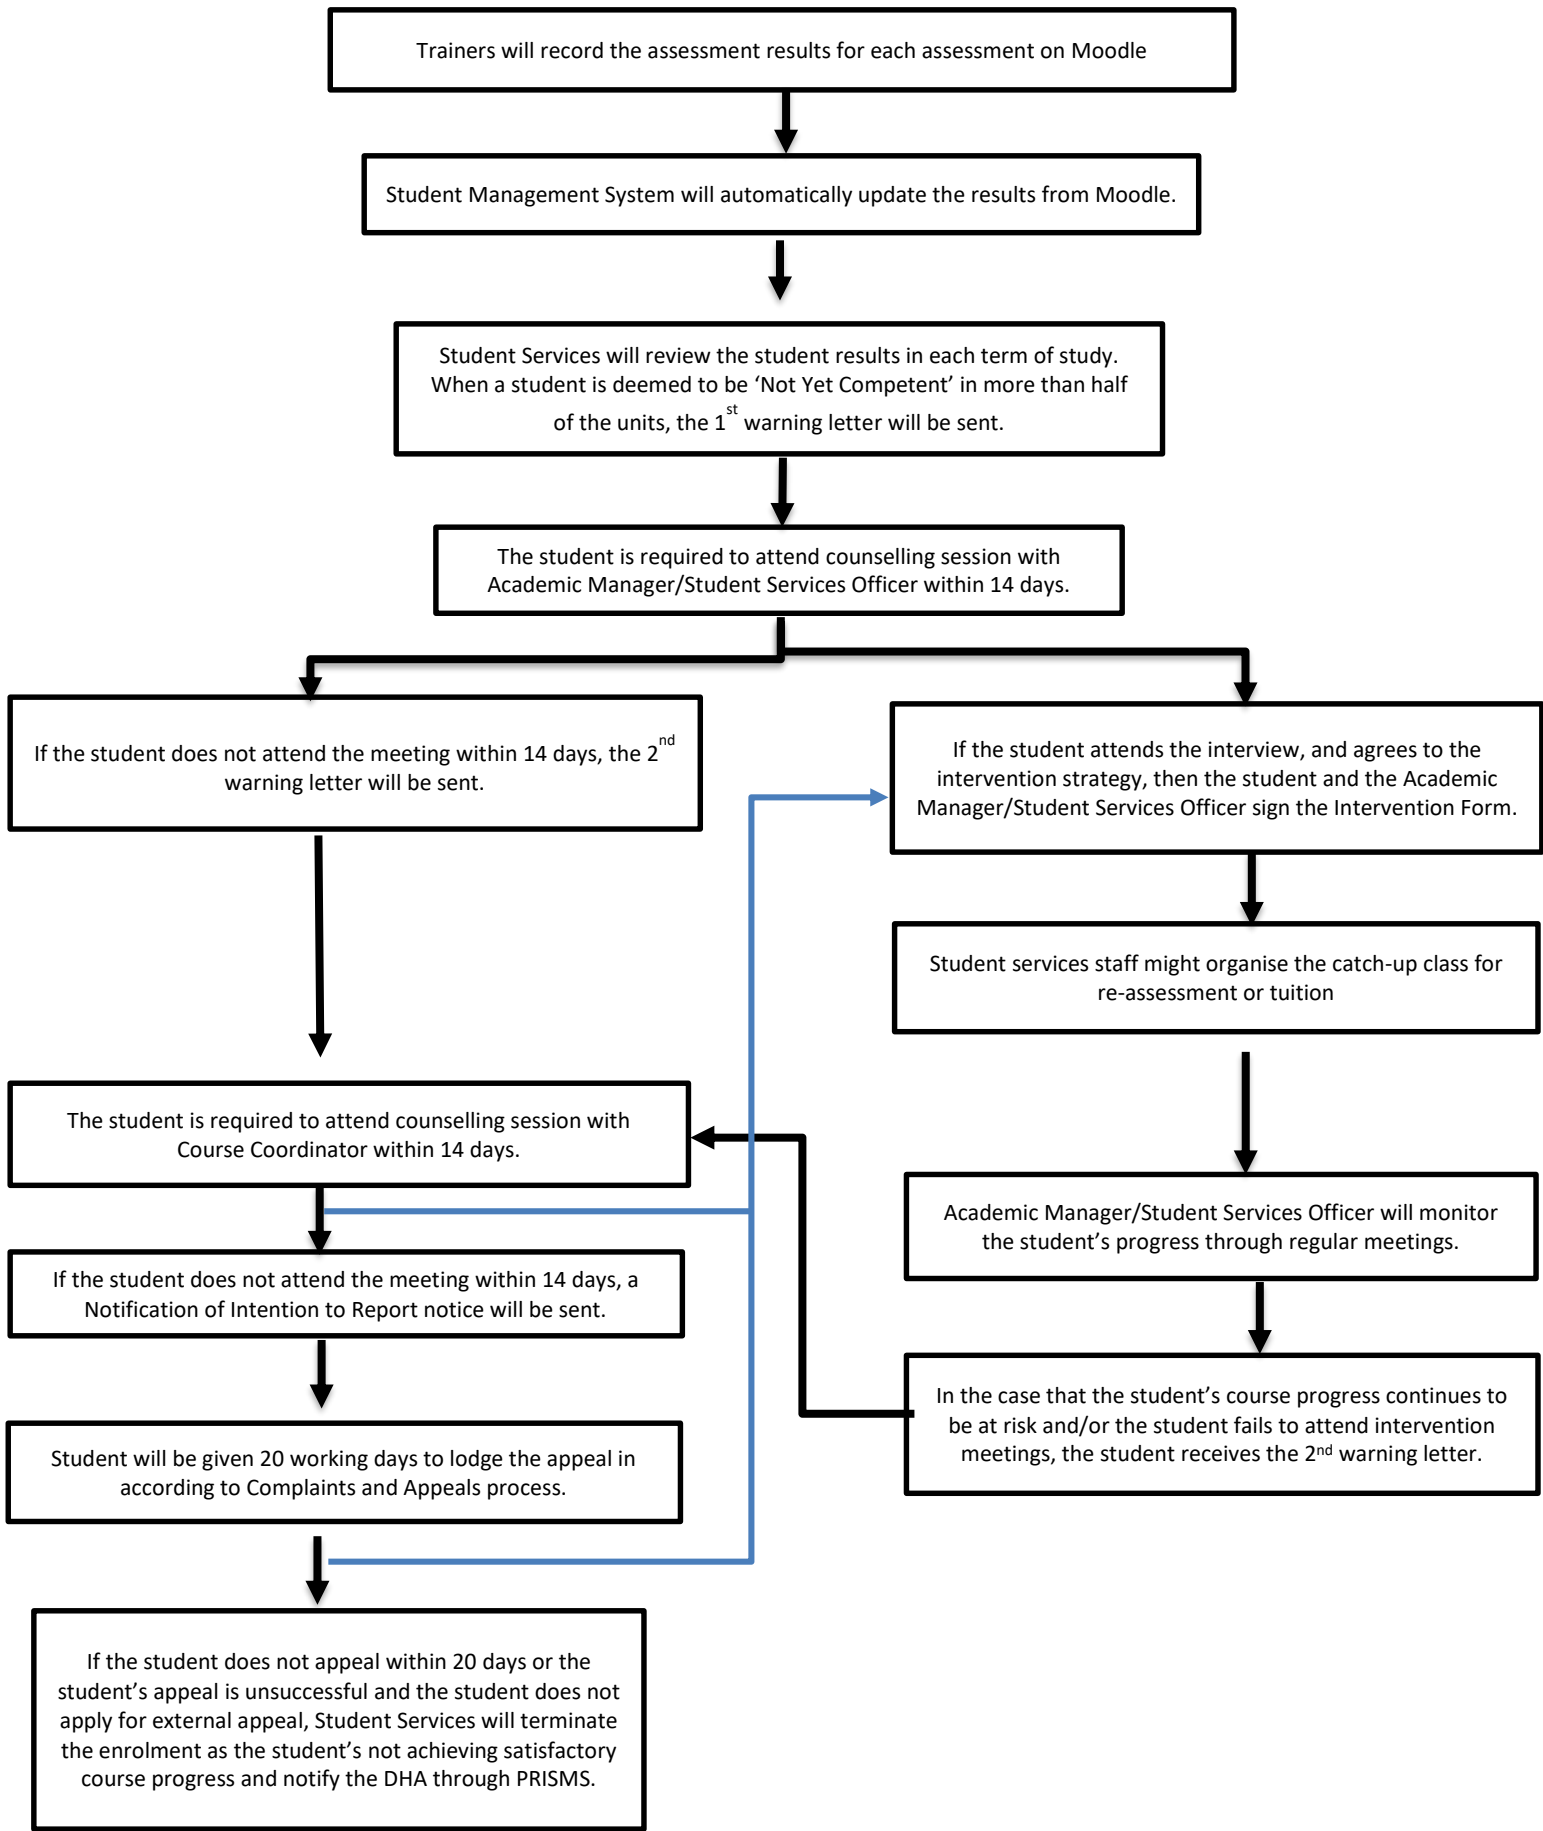 Trainers will record the assessment results for each assessment on Moodle
Student Management System will automatically update the results from Moodle.
Student Services will review the student results in each term of study.
When a student is deemed to be ‘Not Yet Competent’ in more than half
of the units, the 1st warning letter will be sent.
The student is required to attend counselling session with
Academic Manager/Student Services Officer within 14 days.
If the student does not attend the meeting within 14 days, the 2nd
warning letter will be sent.
If the student attends the interview, and agrees to the
intervention strategy, then the student and the Academic
Manager/Student Services Officer sign the Intervention Form.
Student services staff might organise the catch-up class for
re-assessment or tuition
The student is required to attend counselling session with
Course Coordinator within 14 days.
Academic Manager/Student Services Officer will monitor
the student’s progress through regular meetings.
If the student does not attend the meeting within 14 days, a
Notification of Intention to Report notice will be sent.
In the case that the student’s course progress continues to
be at risk and/or the student fails to attend intervention
meetings, the student receives the 2nd warning letter.
Student will be given 20 working days to lodge the appeal in
according to Complaints and Appeals process.
If the student does not appeal within 20 days or the
student’s appeal is unsuccessful and the student does not
apply for external appeal, Student Services will terminate
the enrolment as the student’s not achieving satisfactory
course progress and notify the DHA through PRISMS.